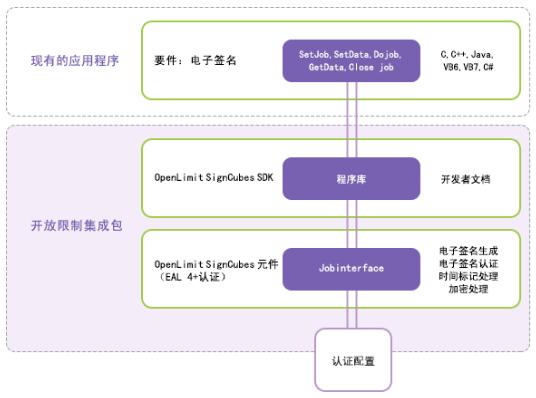 现有的应用程序
要件：电子签名
SetJob,SetData,Dojob,
GetData,Close job
C,C++,Java,
VB6,VB7,C#
开放限制集成包
OpenLimit SignCubes SDK
程序库
开发者文档
OpenLimit SignCubes 元件
（EAL 4+认证）
Jobinterface
电子签名生成
电子签名认证
时间标记处理
加密处理
认证配置